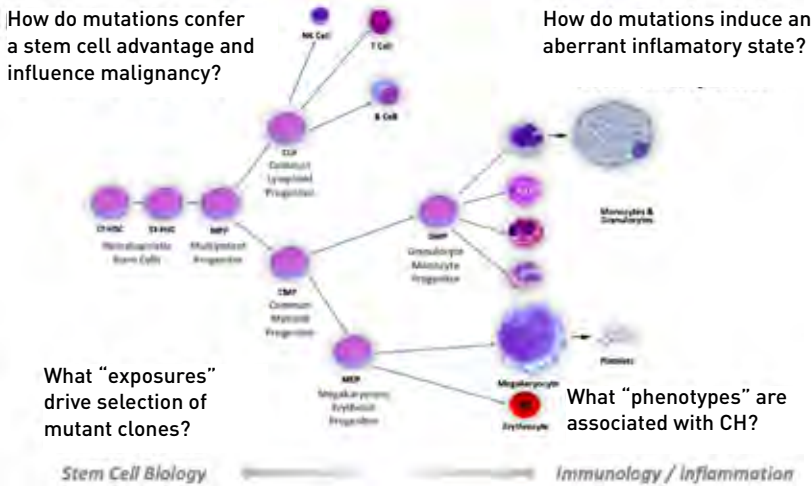 How do mutations confer
a stem cell advantage and
influence malignancy?
How do mutations induce an
aberrant inflamatory state?
NK Cell
T Cell
B Cell
CLP
Common
Lymphoid
Progenitor
LT-HSC
ST-HSC
MPP
Hematopoietic
Stem Cells
Multipotent
Progenitor
GMP
Granulocyte
Monocyte
Progenitor
Monocytes &
Granulocytes
CMP
Common
Myeloid
Progenitor
MEP
Megakaryocyte
Erythroid
Progenitor
Megakaryocyte
Platelets
Erythrocyte
What “exposures”
drive selection of
mutant clones?
What “phenotypes” are
associated with CH?
Stem Cell Biology
Immunology / Inflammation